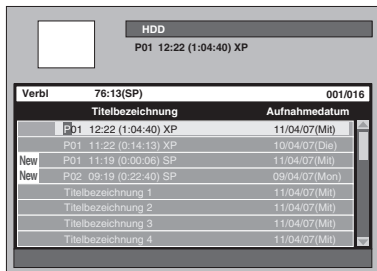 HDD
P01 12:22 (1:04:40) XP
Verbl 76:13(SP) 001/016
Titelbezeichnung Aufnahmedatum
P01 12:22 (1:04:40) XP 11/04/07(Mit)
P01 11:22 (0:14:13) XP 10/04/07(Die)
New P01 11:19 (0:00:06) SP 11/04/07(Mit)
New P02 09:19 (0:22:40) SP 09/04/07(Mon)
Titelbezeichnung 1 11/04/07(Mit)
Titelbezeichnung 2 11/04/07(Mit)
Titelbezeichnung 3 11/04/07(Mit)
Titelbezeichnung 4 11/04/07(Mit)